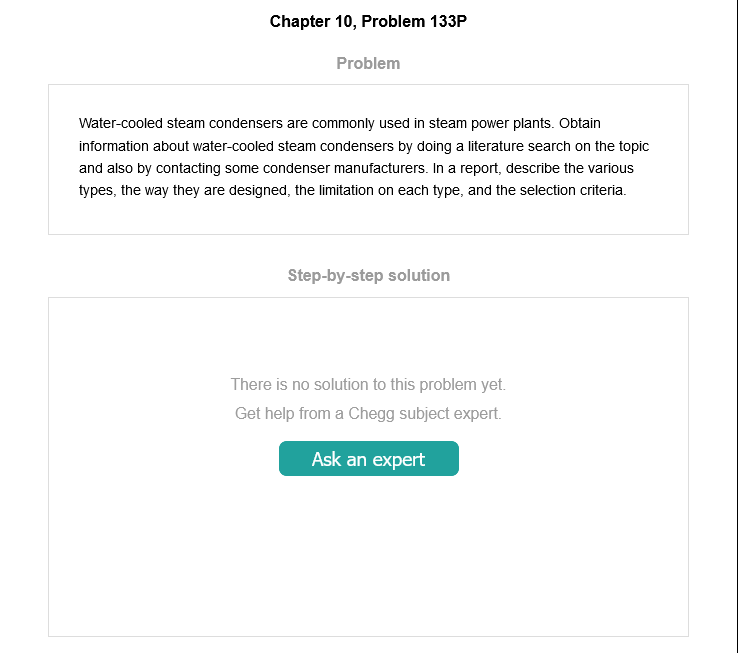 Chapter 10, Problem 133P
Problem
Water-cooled steam condensers are commonly used in steam power plants. Obtain
information about water-cooled steam condensers by doing a literature search on the topic
and also by contacting some condenser manufacturers. In a report, describe the various
types, the way they are designed, the limitation on each type, and the selection criteria.
Step-by-step solution
There is no solution to this problem yet.
Get help from a Chegg subject expert.
Ask an expert